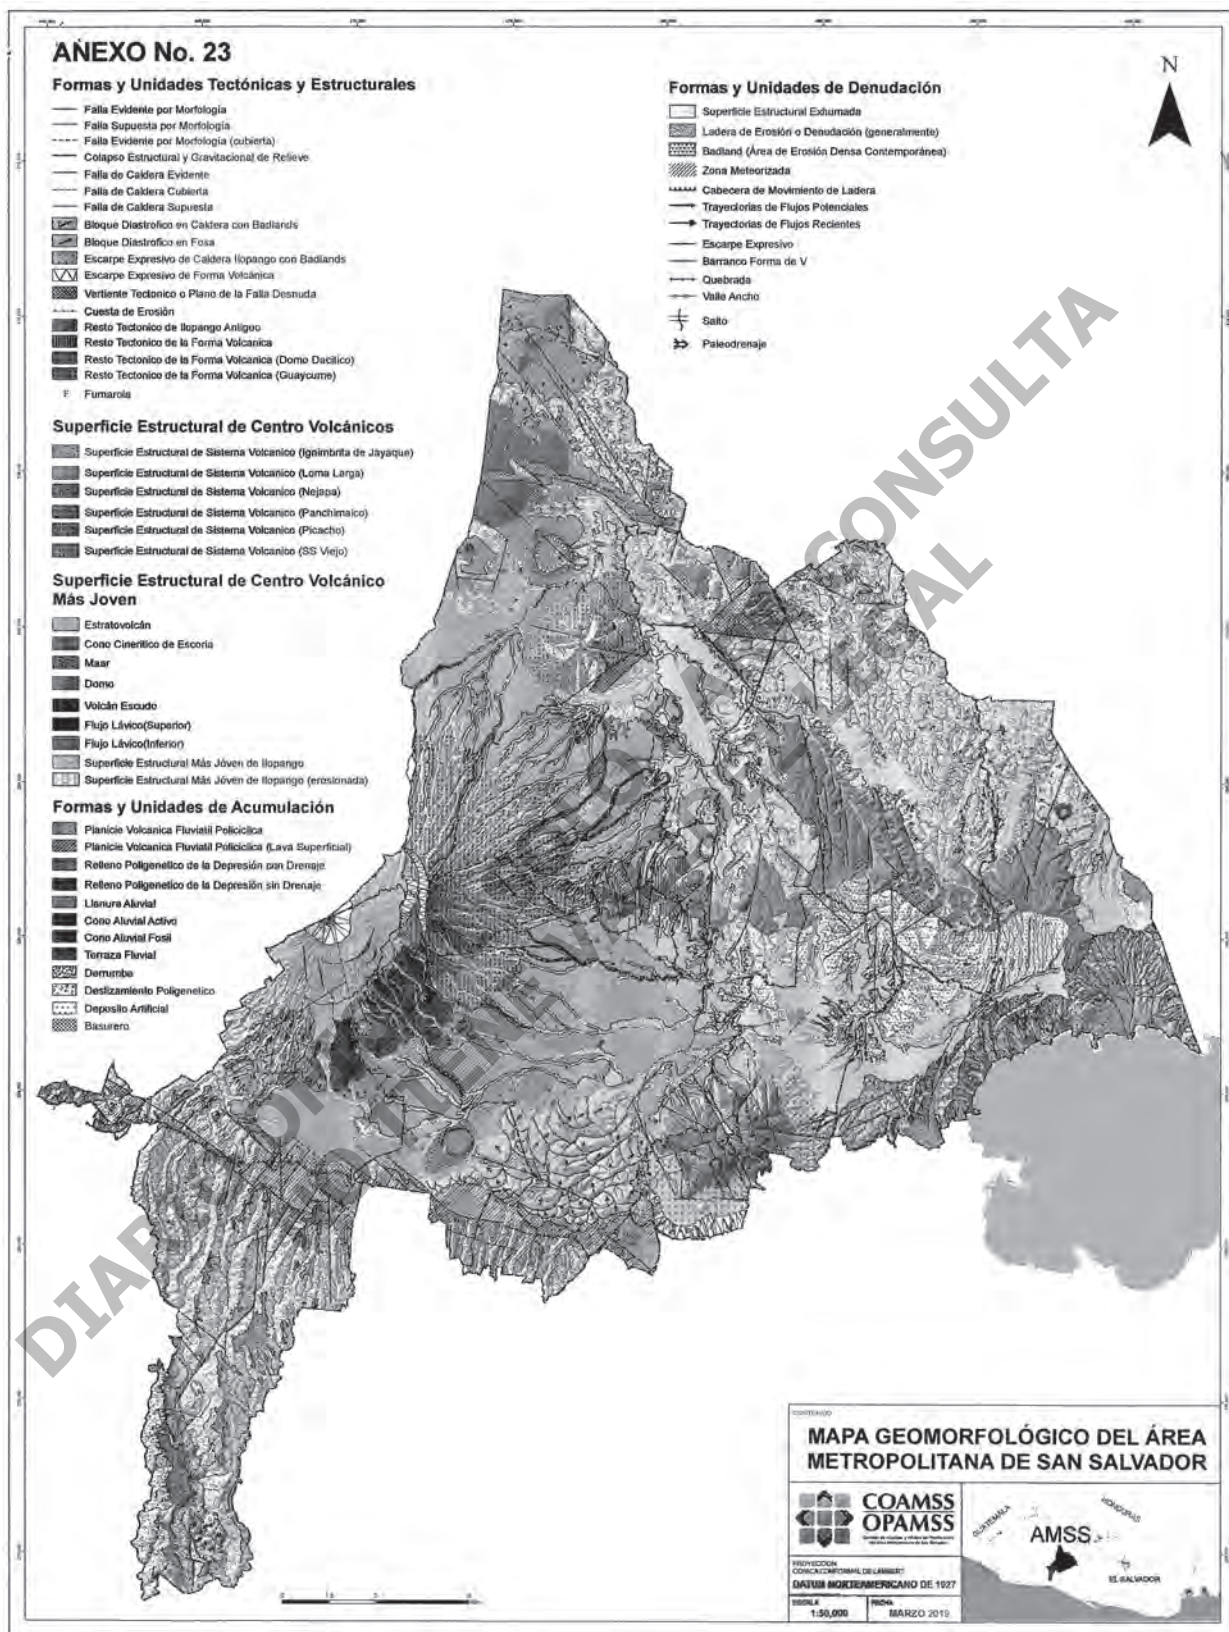 ANEXO No. 23
Formas y Unidades Tectónicas y Estructurales
Falla Evidente por Morfología
Falla Supuesta por Morfología
Falla Evidente por Morfología (cubierta)
Colapso Estructural y Gravitacional de Relieve
Falla de Caldera Evidente
Falla de Caldera Cubierta
Falla de Caldera Supuesta
Bloque Diastrofico en Caldera con Badlands
Bloque Diastrofico en Fosa
Escarpe Expresivo de Caldera Ilopango con Badlands
Escarpe Expresivo de Forma Volcánica
Vertiente Tectonico o Plano de la Falla Desnuda
Cuesta de Erosión
Resto Tectonico de Ilopango Antiguo
Resto Tectonico de la Forma Volcanica
Resto Tectonico de la Forma Volcanica (Domo Dacitico)
Resto Tectonico de la Forma Volcanica (Guaycume)
F Fumarola
Superficie Estructural de Centro Volcánicos
Superficie Estructural de Sistema Volcanico (Ignimbrita de Jayaque)
Superficie Estructural de Sistema Volcanico (Loma Larga)
Superficie Estructural de Sistema Volcanico (Nejapa)
Superficie Estructural de Sistema Volcanico (Panchimalco)
Superficie Estructural de Sistema Volcanico (Picacho)
Superficie Estructural de Sistema Volcanico (SS Viejo)
Superficie Estructural de Centro Volcánico
Más Joven
Estratovolcán
Cono Cineritico de Escoria
Maar
Domo
Volcán Escudo
Flujo Lávico(Superior)
Flujo Lávico(Inferior)
Superficie Estructural Más Jóven de Ilopango
Superficie Estructural Más Jóven de Ilopango (erosionada)
Formas y Unidades de Acumulación
Planicie Volcanica Fluviatil Policiclica
Planicie Volcanica Fluviatil Policiclica (Lava Superficial)
Relleno Poligenetico de la Depresión con Drenaje
Relleno Poligenetico de la Depresión sin Drenaje
Llanura Aluvial
Cono Aluvial Activo
Cono Aluvial Fosil
Terraza Fluvial
Derrumbe
Deslizamiento Poligenetico
Deposito Artificial
Basurero
Formas y Unidades de Denudación
Superficie Estructural Exhumada
Ladera de Erosión o Denudación (generalmente)
Badland (Área de Erosión Densa Contemporánea)
Zona Meteorizada
Cabecera de Movimiento de Ladera
Trayectorias de Flujos Potenciales
Trayectorias de Flujos Recientes
Escarpe Expresivo
Barranco Forma de V
Quebrada
Valle Ancho
Salto
Paleodrenaje
N
CONTENIDO
MAPA GEOMORFOLÓGICO DEL ÁREA
METROPOLITANA DE SAN SALVADOR
COAMSS
OPAMSS
PROYECCION
CONICA CONFORMAL DE LAMBERT
DATUM NORTEAMERICANO DE 1927
ESCALA
1:50,000
FECHA
MARZO 2019
GUATEMALA
HONDURAS
AMSS
EL SALVADOR